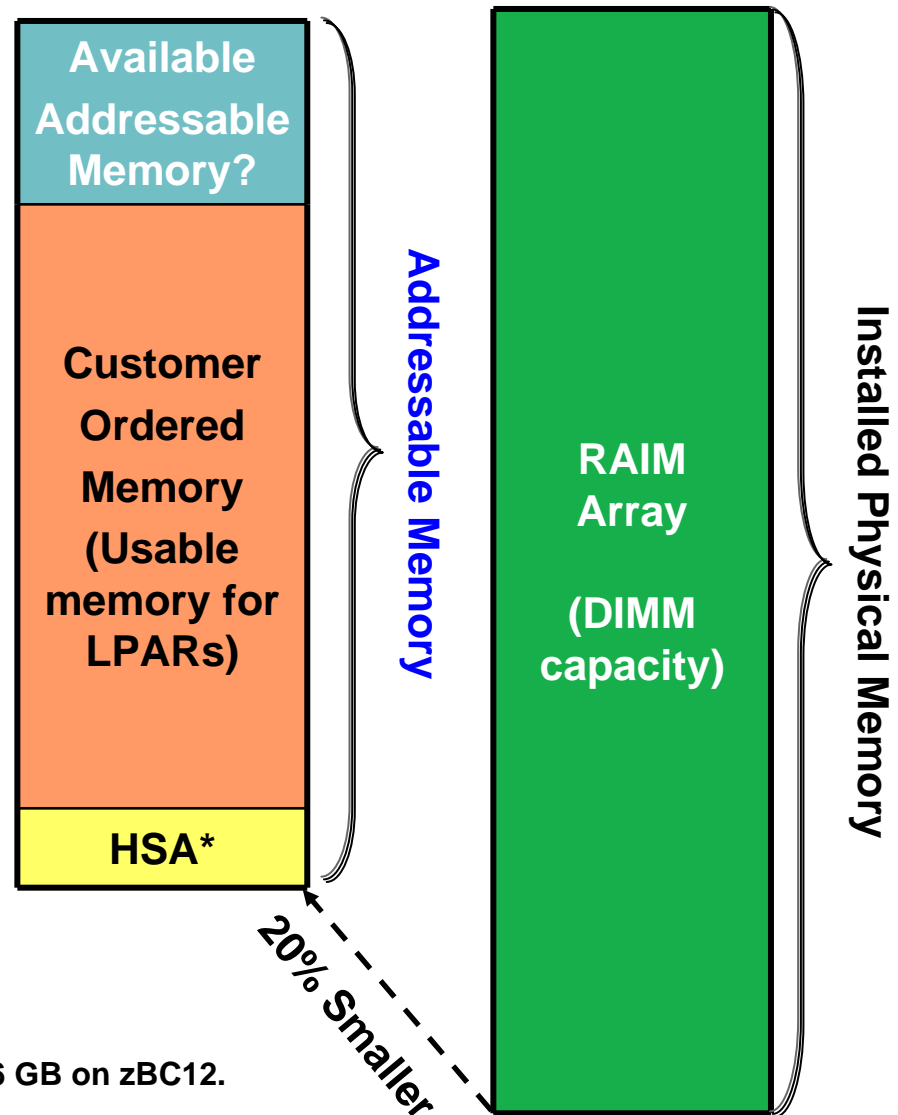 Available
Addressable
Memory?
Customer
Ordered
Memory
(Usable
memory for
LPARs)
HSA*
Addressable Memory
RAIM
Array
(DIMM
capacity)
Installed Physical Memory
20% Smaller
6 GB on zBC12.